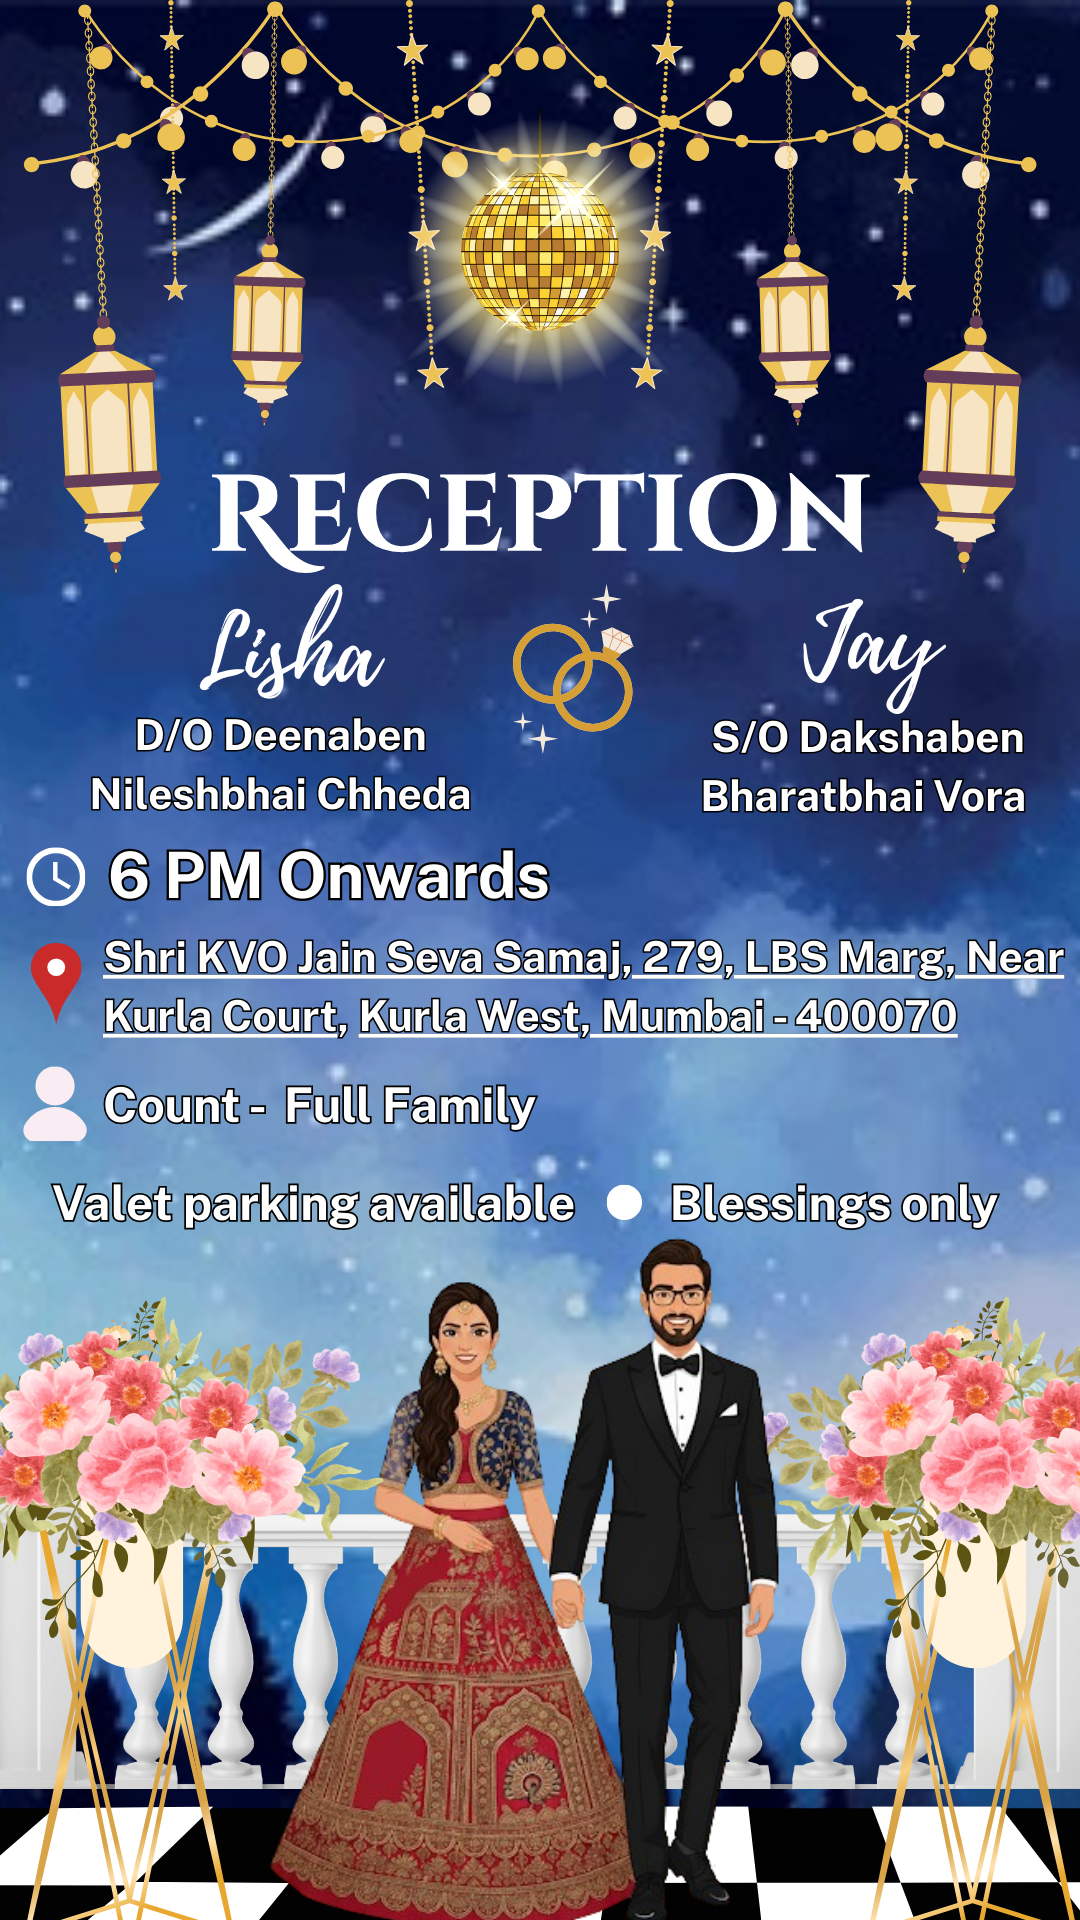 RECEPTION
Lisha
Jay
D/O Deenaben
Nileshbhai Chheda
S/O Dakshaben
Bharatbhai Vora
6 PM Onwards
Shri KVO Jain Seva Samaj, 279, LBS Marg, Near
Kurla Court, Kurla West, Mumbai - 400070
Count - Full Family
Valet parking available ● Blessings only